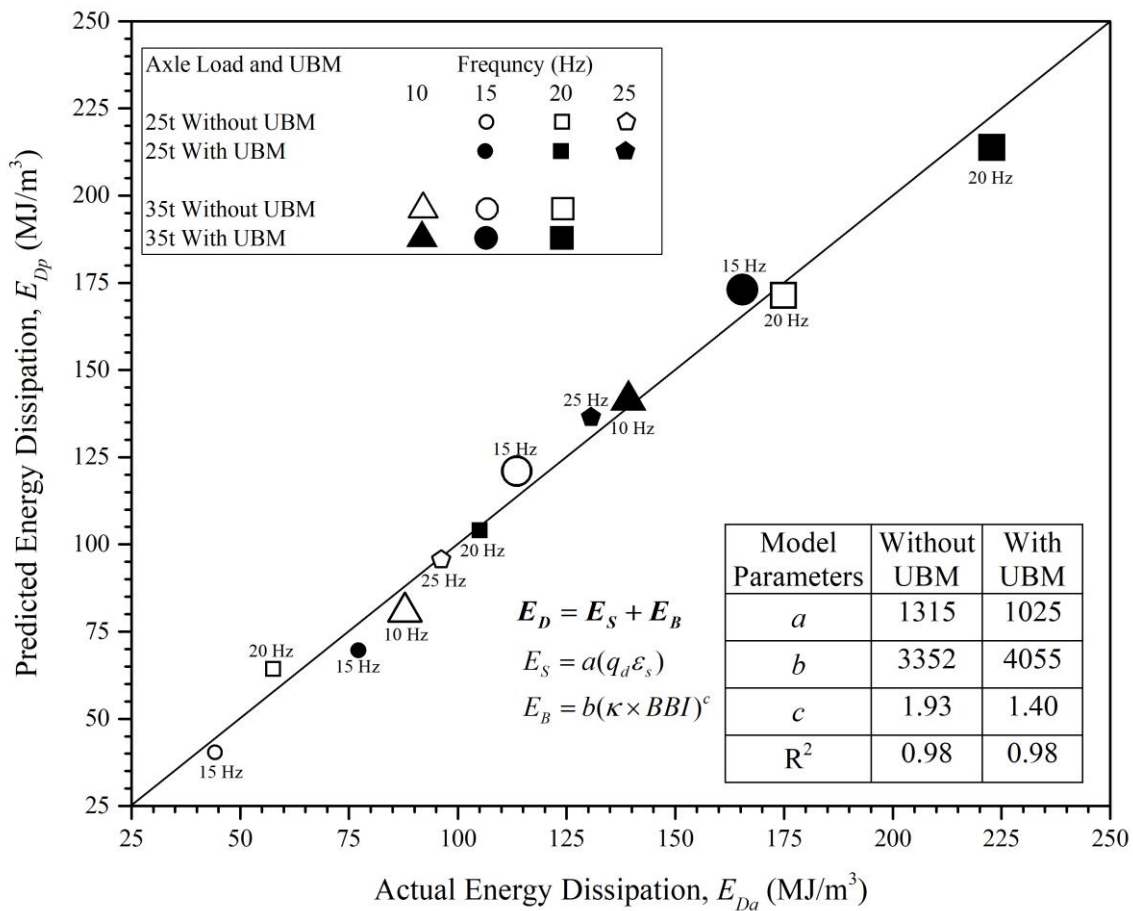 250
225
200
175
150
125
100
75
50
25
Predicted Energy Dissipation, E_{Dp} (MJ/m³)
Axle Load and UBM Frequncy (Hz)
10 15 20 25
25t Without UBM
25t With UBM
35t Without UBM
35t With UBM
20 Hz
15 Hz
20 Hz
25 Hz
10 Hz
15 Hz
20 Hz
25 Hz
10 Hz
20 Hz
15 Hz
15 Hz
E_D = E_S + E_B
E_S = a(q_d ε_s)
E_B = b(κ × BBI)^c
Model Parameters Without UBM With UBM
a 1315 1025
b 3352 4055
c 1.93 1.40
R² 0.98 0.98
25 50 75 100 125 150 175 200 225 250
Actual Energy Dissipation, E_{Da} (MJ/m³)